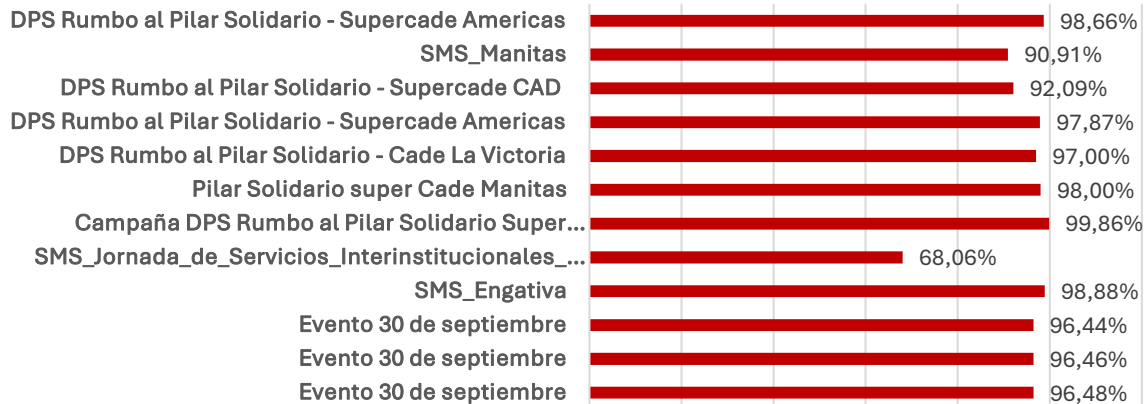 DPS Rumbo al Pilar Solidario - Supercade Americas 98,66%
SMS_Manitas 90,91%
DPS Rumbo al Pilar Solidario - Supercade CAD 92,09%
DPS Rumbo al Pilar Solidario - Supercade Americas 97,87%
DPS Rumbo al Pilar Solidario - Cade La Victoria 97,00%
Pilar Solidario super Cade Manitas 98,00%
Campaña DPS Rumbo al Pilar Solidario Super... 99,86%
SMS_Jornada_de_Servicios_Interinstitucionales_... 68,06%
SMS_Engativa 98,88%
Evento 30 de septiembre 96,44%
Evento 30 de septiembre 96,46%
Evento 30 de septiembre 96,48%